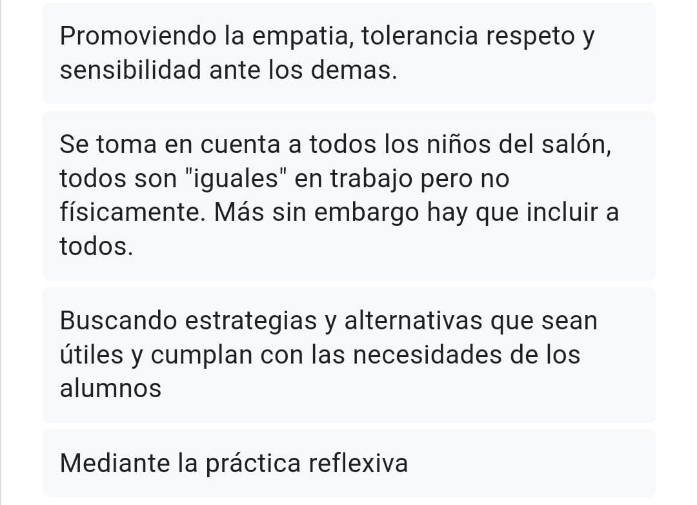 Promoviendo la empatia, tolerancia respeto y
sensibilidad ante los demas.
Se toma en cuenta a todos los niños del salón,
todos son "iguales" en trabajo pero no
físicamente. Más sin embargo hay que incluir a
todos.
Buscando estrategias y alternativas que sean
útiles y cumplan con las necesidades de los
alumnos
Mediante la práctica reflexiva